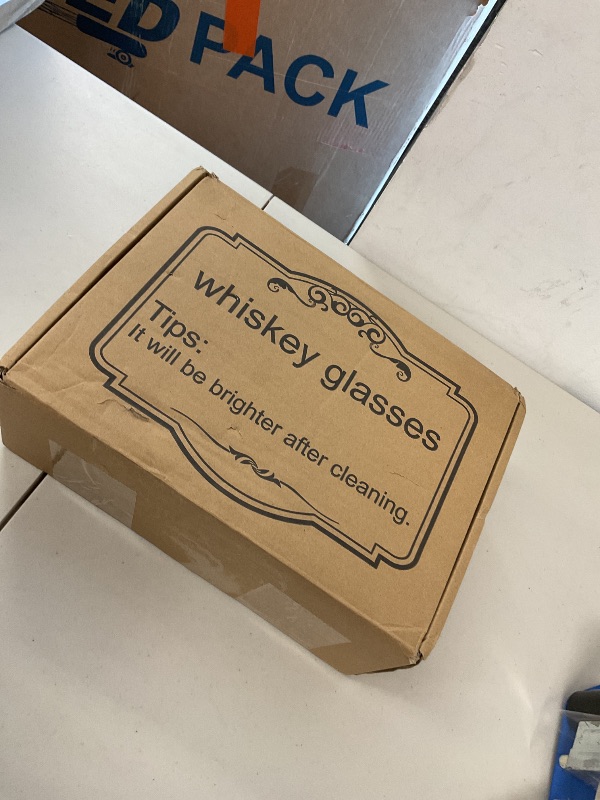 PACK
whiskey glasses
Tips:
It will be brighter after cleaning.